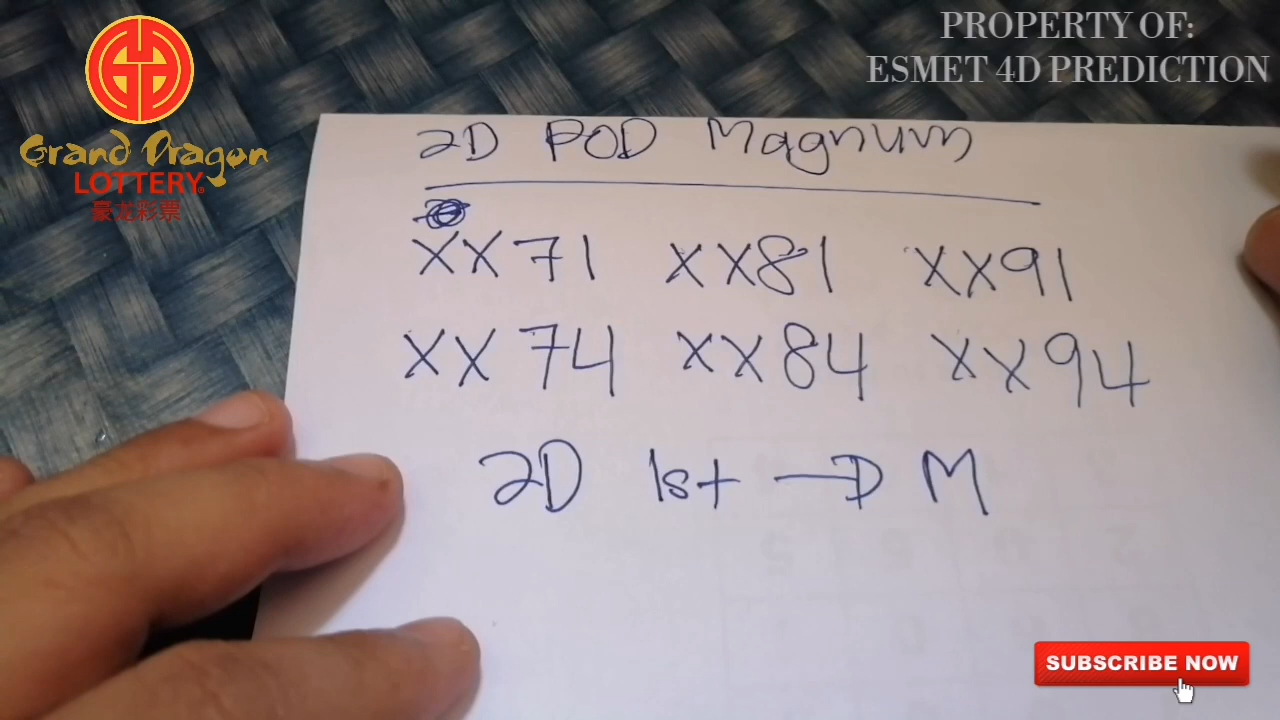 PROPERTY OF:
ESMET 4D PREDICTION
Grand Dragon
LOTTERY®
豪龙彩票
2D POD Magnum
XX71 XX81 XX91
XX74 XX84 XX94
2D 1st → M
SUBSCRIBE NOW